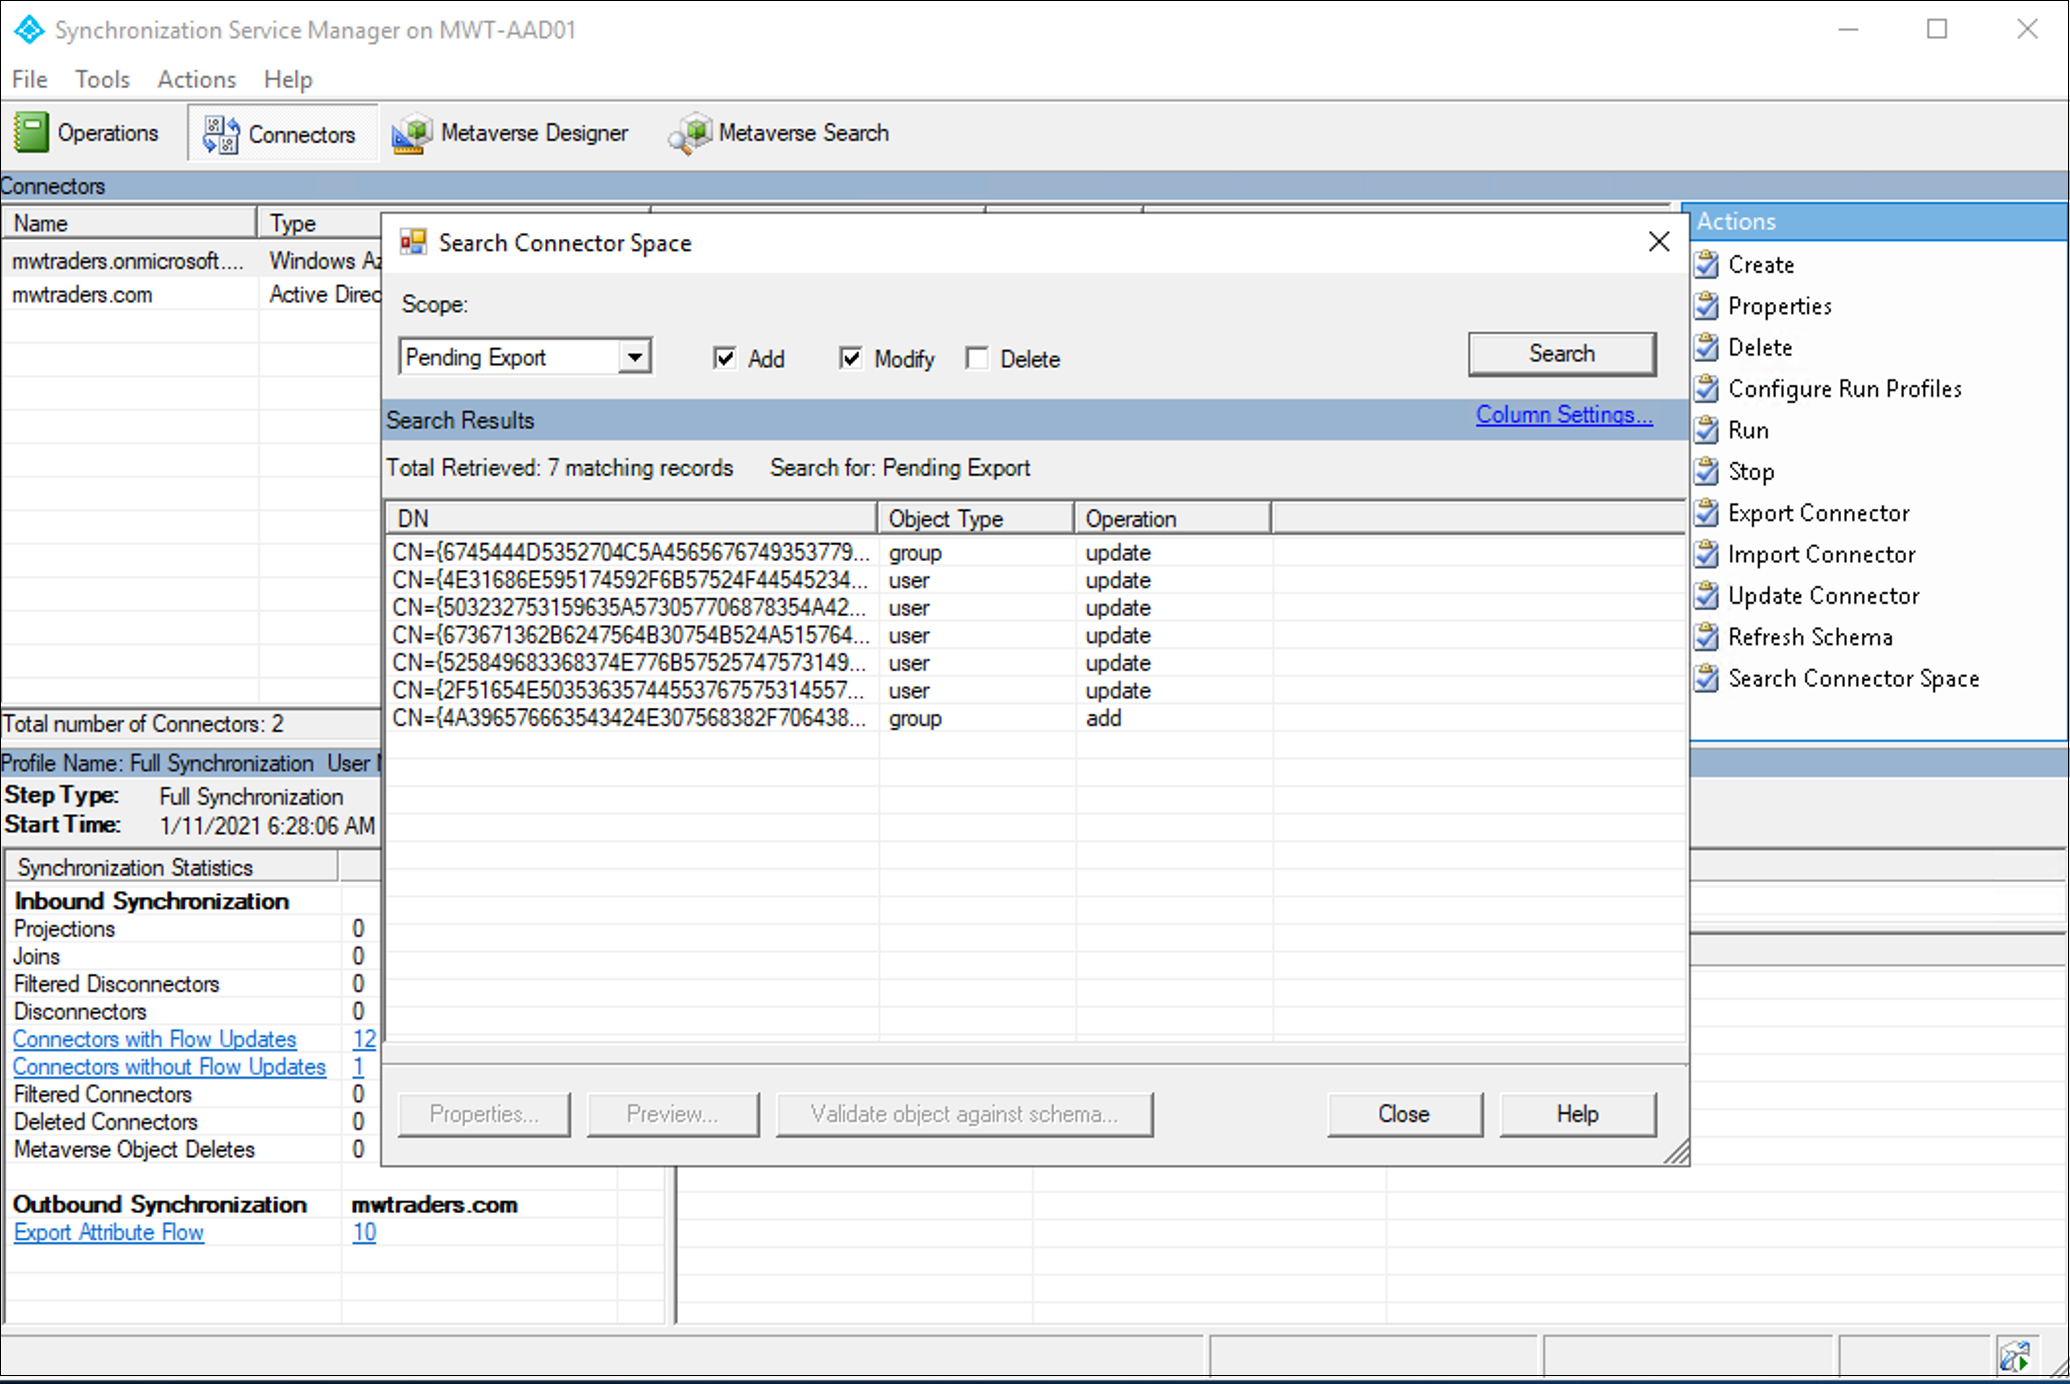 Synchronization Service Manager on MWT-AAD01
File Tools Actions Help
Operations Connectors Metaverse Designer Metaverse Search
Connectors
Name Type
mwtraders.onmicrosoft.... Windows Az
mwtraders.com Active Direc
Total number of Connectors: 2
Profile Name: Full Synchronization User
Step Type: Full Synchronization
Start Time: 1/11/2021 6:28:06 AM
Synchronization Statistics
Inbound Synchronization
Projections 0
Joins 0
Filtered Disconnectors 0
Disconnectors 0
Connectors with Flow Updates 12
Connectors without Flow Updates 1
Filtered Connectors 0
Deleted Connectors 0
Metaverse Object Deletes 0
Outbound Synchronization mwtraders.com
Export Attribute Flow 10
Search Connector Space
Scope:
Pending Export Add Modify Delete Search
Search Results Column Settings...
Total Retrieved: 7 matching records Search for: Pending Export
DN Object Type Operation
CN={6745444D5352704C5A4565676749353779... group update
CN={4E31686E595174592F6B57524F44545234... user update
CN={503232753159635A573057706878354A42... user update
CN={673671362B6247564B30754B524A515764... user update
CN={525849683368374E776B57525747573149... user update
CN={2F51654E503536357445537675753 14557... user update
CN={4A396576663543424E307568382F706438... group add
Properties... Preview... Validate object against schema... Close Help
Actions
Create
Properties
Delete
Configure Run Profiles
Run
Stop
Export Connector
Import Connector
Update Connector
Refresh Schema
Search Connector Space